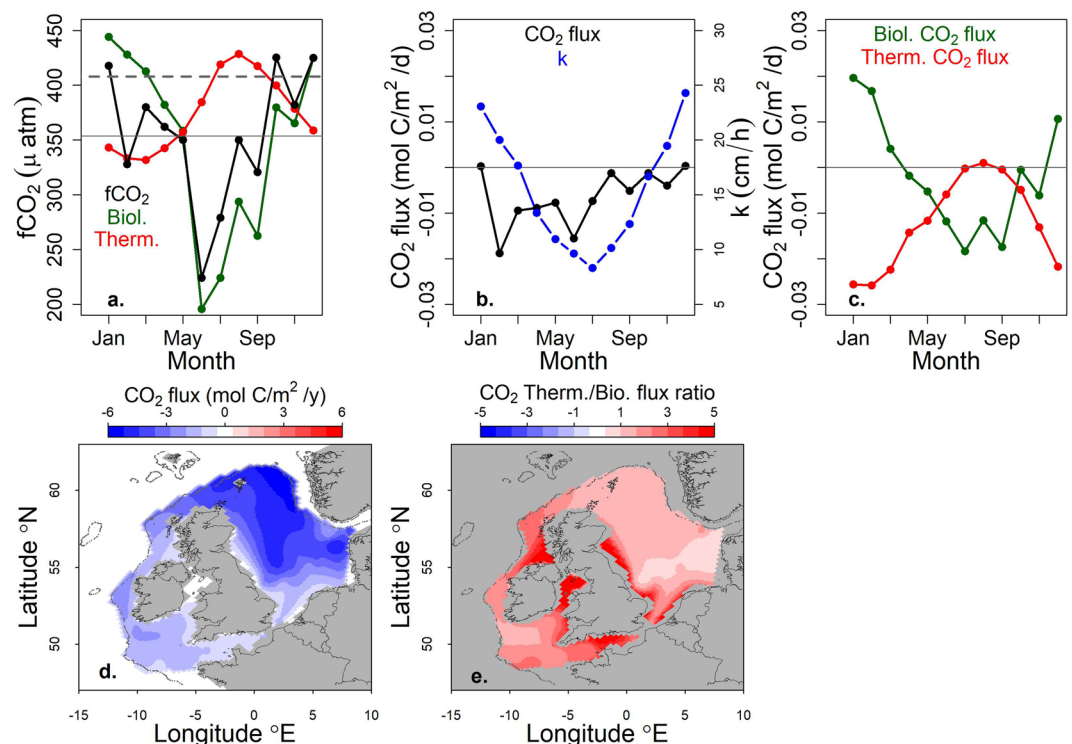 450
400
350
300
250
200
fCO₂ (μ atm)
fCO₂
Biol.
Therm.
a.
Jan May Sep
Month
0.03
0.01
-0.01
-0.03
CO₂ flux (mol C/m² /d)
CO₂ flux
k
b.
30
25
20
15
10
5
k (cm/h)
Jan May Sep
Month
0.03
0.01
-0.01
-0.03
CO₂ flux (mol C/m² /d)
Biol. CO₂ flux
Therm. CO₂ flux
c.
Jan May Sep
Month
CO₂ flux (mol C/m² /y)
-6 -3 0 3 6
60
55
50
Latitude °N
d.
-15 -10 -5 0 5 10
Longitude °E
CO₂ Therm./Bio. flux ratio
-5 -3 -1 1 3 5
60
55
50
Latitude °N
e.
-15 -10 -5 0 5 10
Longitude °E